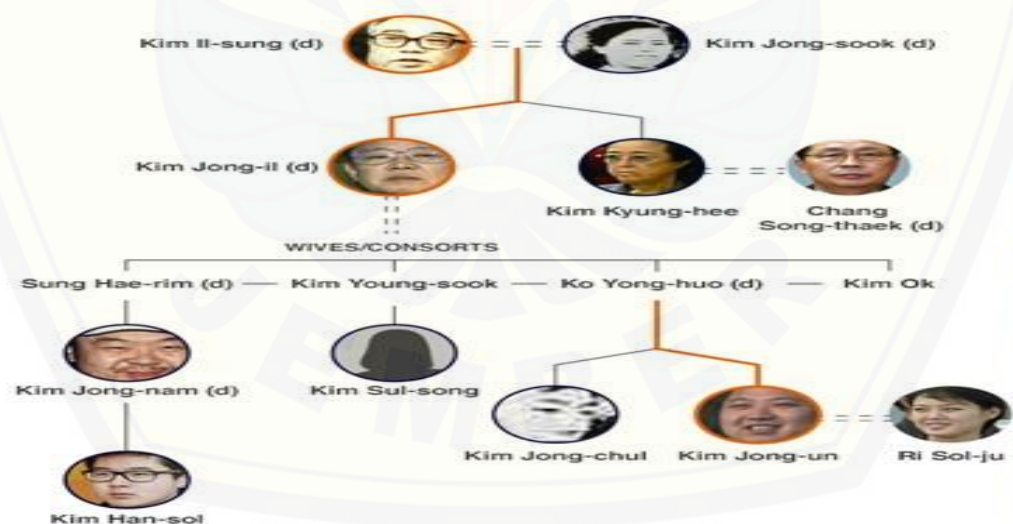 Kim Il-sung (d)
Kim Jong-sook (d)
Kim Jong-il (d)
Kim Kyung-hee
Chang
Song-thaek (d)
WIVES/CONSORTS
Sung Hae-rim (d)
Kim Young-sook
Ko Yong-huo (d)
Kim Ok
Kim Jong-nam (d)
Kim Sul-song
Kim Jong-chul
Kim Jong-un
Ri Sol-ju
Kim Han-sol